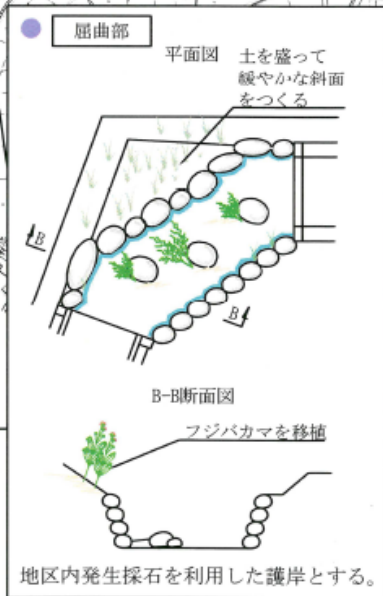 屈曲部
平面図
土を盛って
緩やかな斜面
をつくる
B
B
B-B断面図
フジバカマを移植
地区内発生採石を利用した護岸とする。